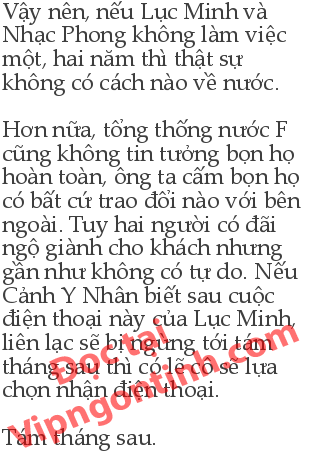 Vậy nên, nếu Lục Minh và
Nhạc Phong không làm việc
một, hai năm thì thật sự
không có cách nào về nước.
Hơn nữa, tổng thống nước F
cũng không tin tưởng bọn họ
hoàn toàn, ông ta cấm bọn họ
có bất cứ trao đổi nào với bên
ngoài. Tuy hai người có đãi
ngộ giành cho khách nhưng
gần như không có tự do. Nếu
Cảnh Y Nhân biết sau cuộc
điện thoại này của Lục Minh,
liên lạc sẽ bị ngưng tới tám
tháng sau thì có lẽ cô sẽ lựa
chọn nhận điện thoại.
Tám tháng sau.
Đọc tại
Vipngontinh.com